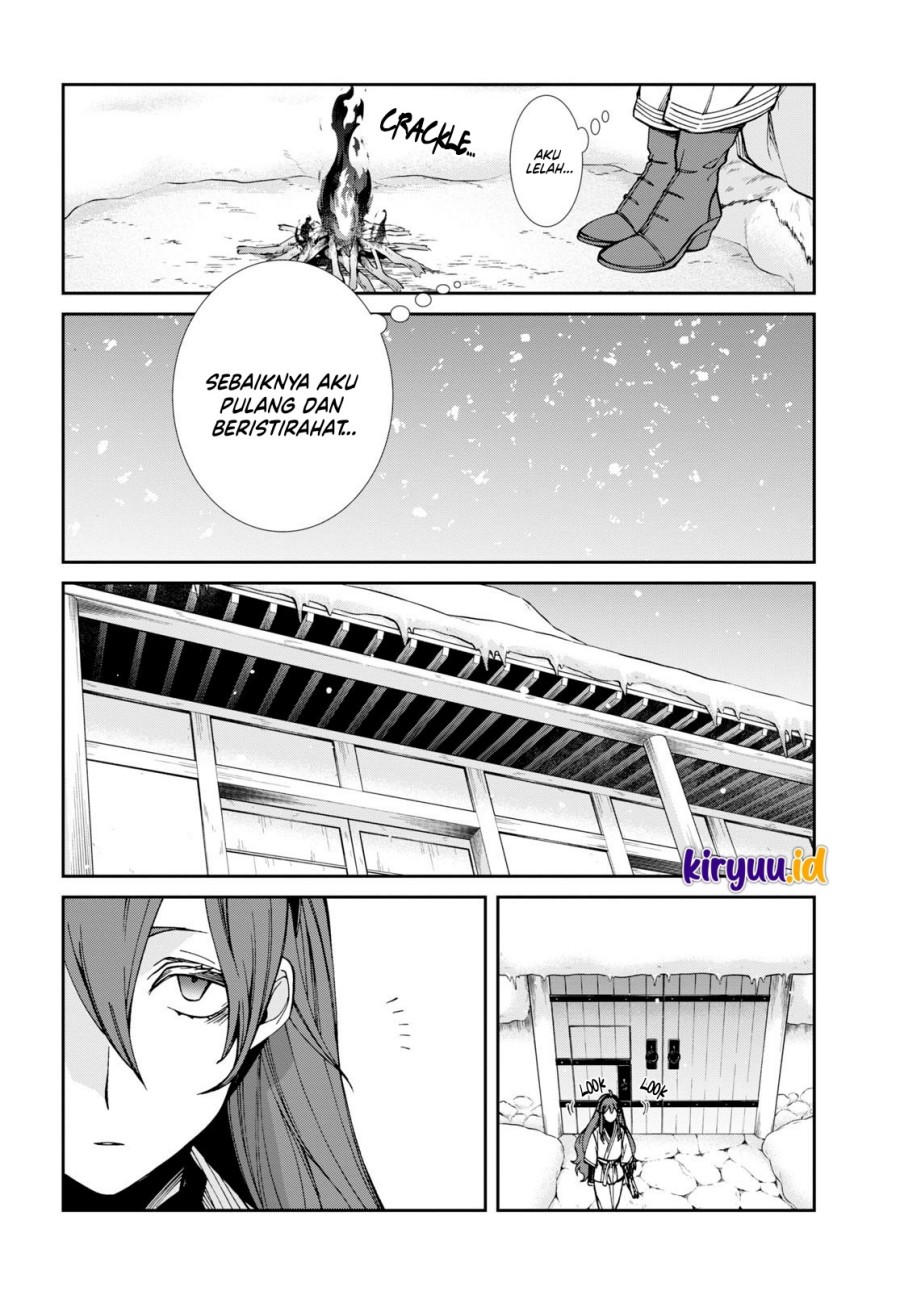 CRACKLE...
AKU
LELAH...
SEBAIKNYA AKU
PULANG DAN
BERISTIRAHAT...
kiryuu.id
LOOK
LOOK